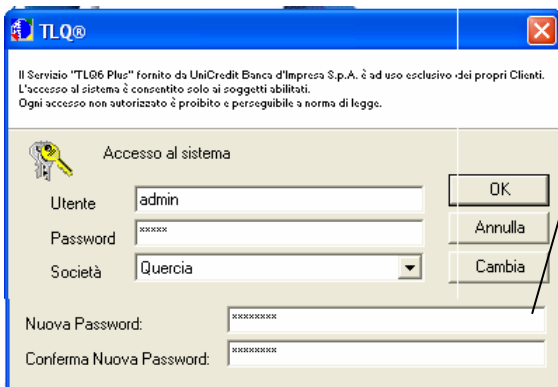 TLQ®
Il Servizio "TLQ6 Plus" fornito da UniCredit Banca d'Impresa S.p.A. è ad uso esclusivo dei propri Clienti.
L'accesso al sistema è consentito solo ai soggetti abilitati.
Ogni accesso non autorizzato è proibito e perseguibile a norma di legge.
Accesso al sistema
Utente admin OK
Password ××××× Annulla
Società Quercia Cambia
Nuova Password: ××××××××
Conferma Nuova Password: ××××××××